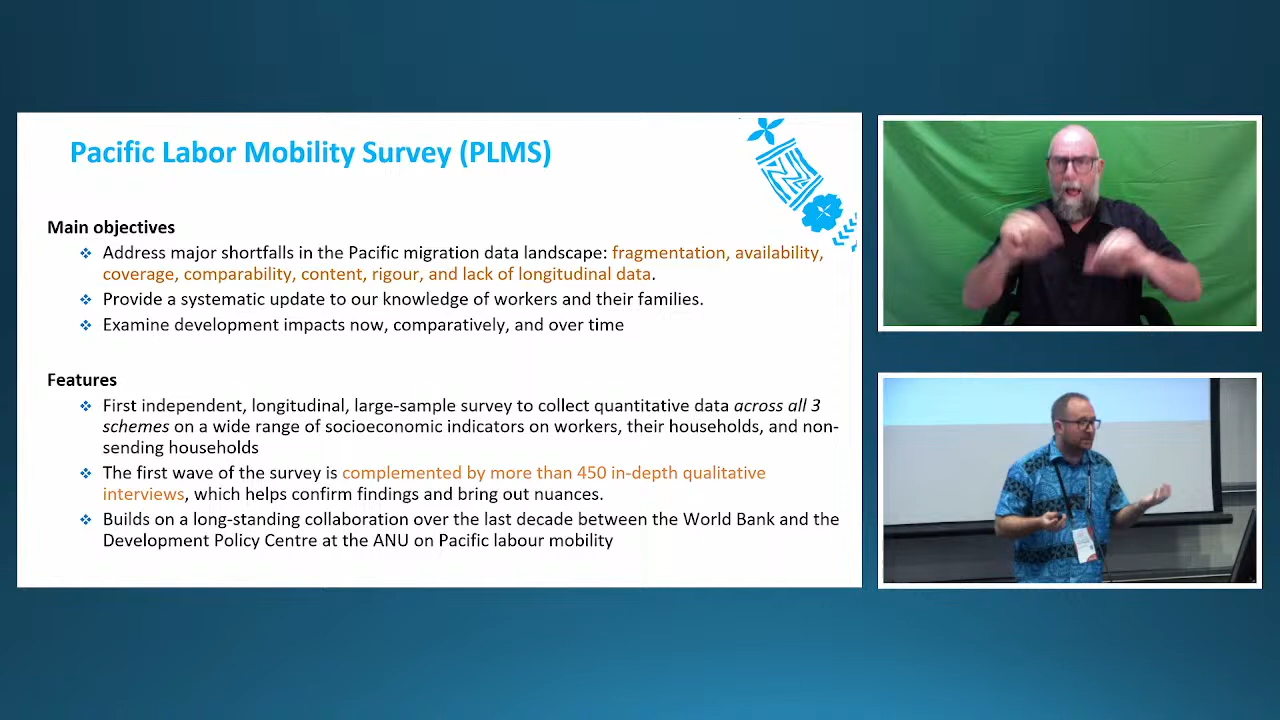 Pacific Labor Mobility Survey (PLMS)
Main objectives
❖ Address major shortfalls in the Pacific migration data landscape: fragmentation, availability,
coverage, comparability, content, rigour, and lack of longitudinal data.
❖ Provide a systematic update to our knowledge of workers and their families.
❖ Examine development impacts now, comparatively, and over time
Features
❖ First independent, longitudinal, large-sample survey to collect quantitative data across all 3
schemes on a wide range of socioeconomic indicators on workers, their households, and non-
sending households
❖ The first wave of the survey is complemented by more than 450 in-depth qualitative
interviews, which helps confirm findings and bring out nuances.
❖ Builds on a long-standing collaboration over the last decade between the World Bank and the
Development Policy Centre at the ANU on Pacific labour mobility